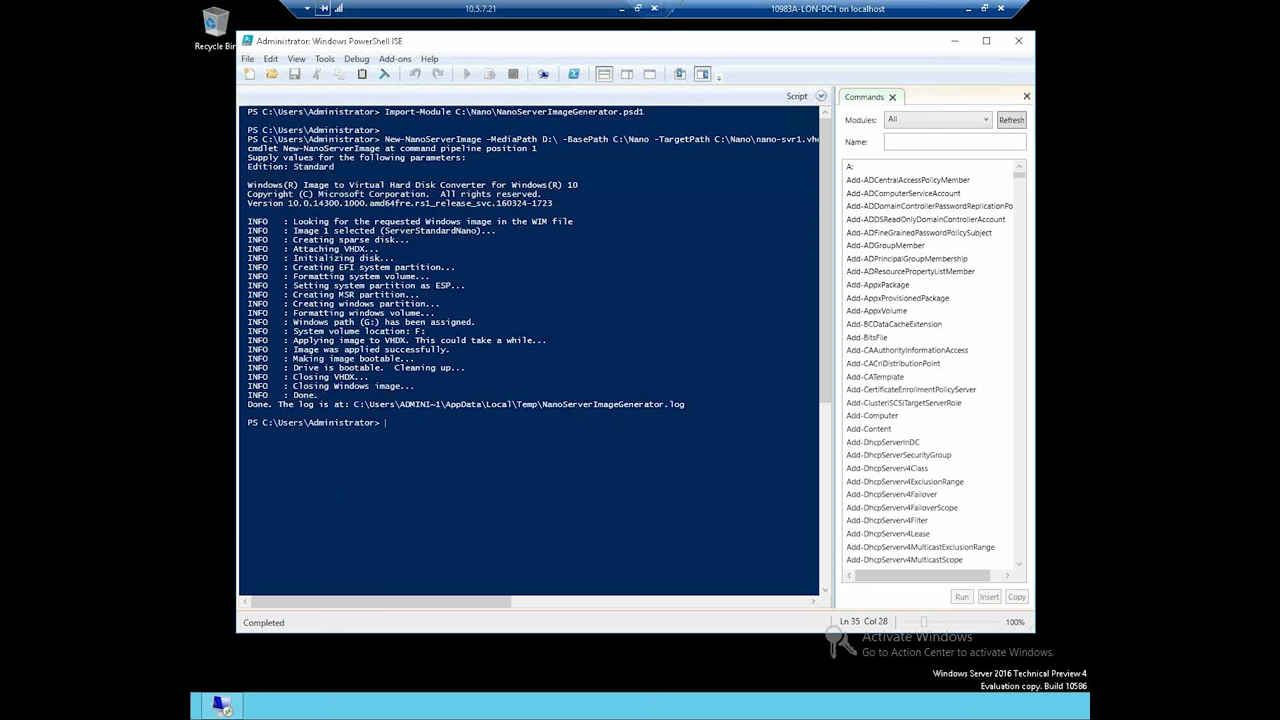 10.5.7.21
10983A-LON-DC1 on localhost
Recycle Bin
Administrator: Windows PowerShell ISE
File Edit View Tools Debug Add-ons Help
Script
PS C:\Users\Administrator> Import-Module C:\Nano\NanoServerImageGenerator.psd1
PS C:\Users\Administrator>
PS C:\Users\Administrator> New-NanoServerImage -MediaPath D:\ -BasePath C:\Nano -TargetPath C:\Nano\nano-svr1.vh
cmdlet New-NanoServerImage at command pipeline position 1
Supply values for the following parameters:
Edition: Standard
Windows(R) Image to Virtual Hard Disk Converter for Windows(R) 10
Copyright (C) Microsoft Corporation.  All rights reserved.
Version 10.0.14300.1000.amd64fre.rs1_release_svc.160324-1723
INFO   : Looking for the requested Windows image in the WIM file
INFO   : Image 1 selected (ServerStandardNano)...
INFO   : Creating sparse disk...
INFO   : Attaching VHDX...
INFO   : Initializing disk...
INFO   : Creating EFI system partition...
INFO   : Formatting system volume...
INFO   : Setting system partition as ESP...
INFO   : Creating MSR partition...
INFO   : Creating windows partition...
INFO   : Formatting windows volume...
INFO   : Windows path (G:) has been assigned.
INFO   : System volume location: F:
INFO   : Applying image to VHDX. This could take a while...
INFO   : Image was applied successfully.
INFO   : Making image bootable...
INFO   : Drive is bootable.  Cleaning up...
INFO   : Closing VHDX...
INFO   : Closing Windows image...
INFO   : Done.
Done. The log is at: C:\Users\ADMINI~1\AppData\Local\Temp\NanoServerImageGenerator.log
PS C:\Users\Administrator>
Commands
Modules: All Refresh
Name:
A:
Add-ADCentralAccessPolicyMember
Add-ADComputerServiceAccount
Add-ADDomainControllerPasswordReplicationPo
Add-ADDSReadOnlyDomainControllerAccount
Add-ADFineGrainedPasswordPolicySubject
Add-ADGroupMember
Add-ADPrincipalGroupMembership
Add-ADResourcePropertyListMember
Add-AppxPackage
Add-AppxProvisionedPackage
Add-AppxVolume
Add-BCDataCacheExtension
Add-BitsFile
Add-CAAuthorityInformationAccess
Add-CACrlDistributionPoint
Add-CATemplate
Add-CertificateEnrollmentPolicyServer
Add-ClusteriSCSITargetServerRole
Add-Computer
Add-Content
Add-DhcpServerInDC
Add-DhcpServerSecurityGroup
Add-DhcpServerv4Class
Add-DhcpServerv4ExclusionRange
Add-DhcpServerv4Failover
Add-DhcpServerv4FailoverScope
Add-DhcpServerv4Filter
Add-DhcpServerv4Lease
Add-DhcpServerv4MulticastExclusionRange
Add-DhcpServerv4MulticastScope
Run Insert Copy
Completed
Ln 35 Col 28
100%
Activate Windows
Go to Action Center to activate Windows.
Windows Server 2016 Technical Preview 4
Evaluation copy. Build 10586